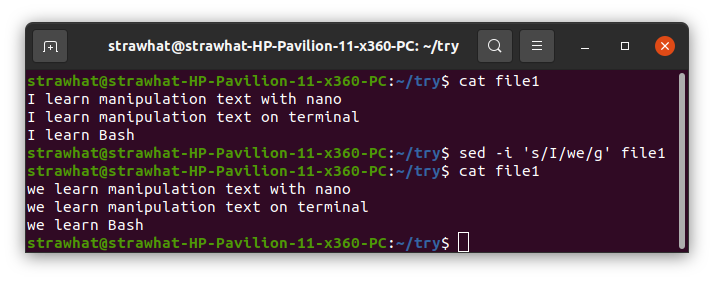 strawhat@strawhat-HP-Pavilion-11-x360-PC: ~/try
strawhat@strawhat-HP-Pavilion-11-x360-PC:~/try$ cat file1
I learn manipulation text with nano
I learn manipulation text on terminal
I learn Bash
strawhat@strawhat-HP-Pavilion-11-x360-PC:~/try$ sed -i 's/I/we/g' file1
strawhat@strawhat-HP-Pavilion-11-x360-PC:~/try$ cat file1
we learn manipulation text with nano
we learn manipulation text on terminal
we learn Bash
strawhat@strawhat-HP-Pavilion-11-x360-PC:~/try$